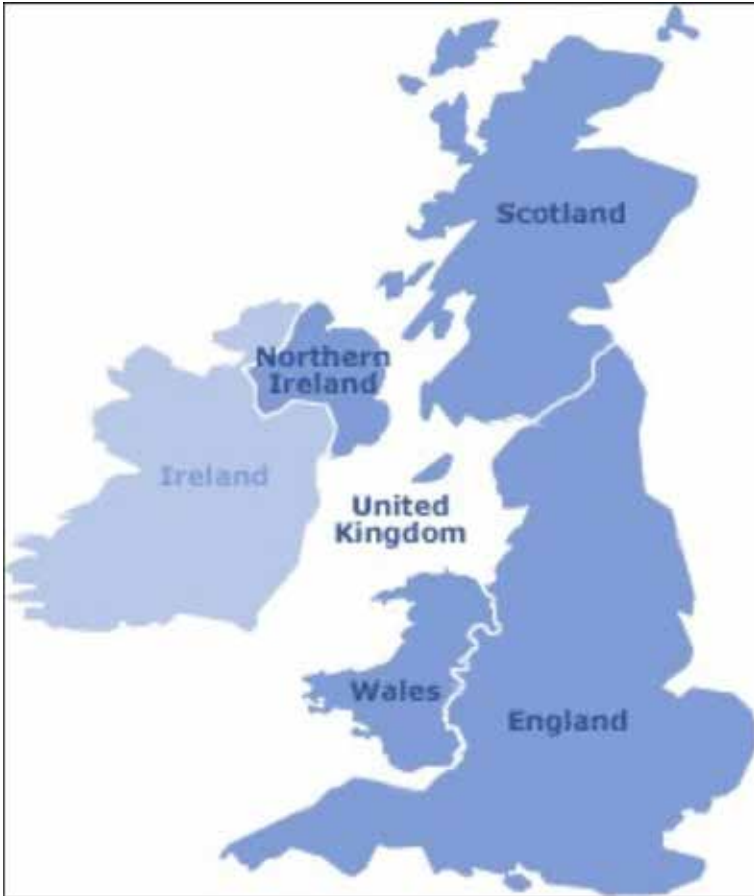 Scotland
Northern
Ireland
Ireland
United
Kingdom
Wales
England